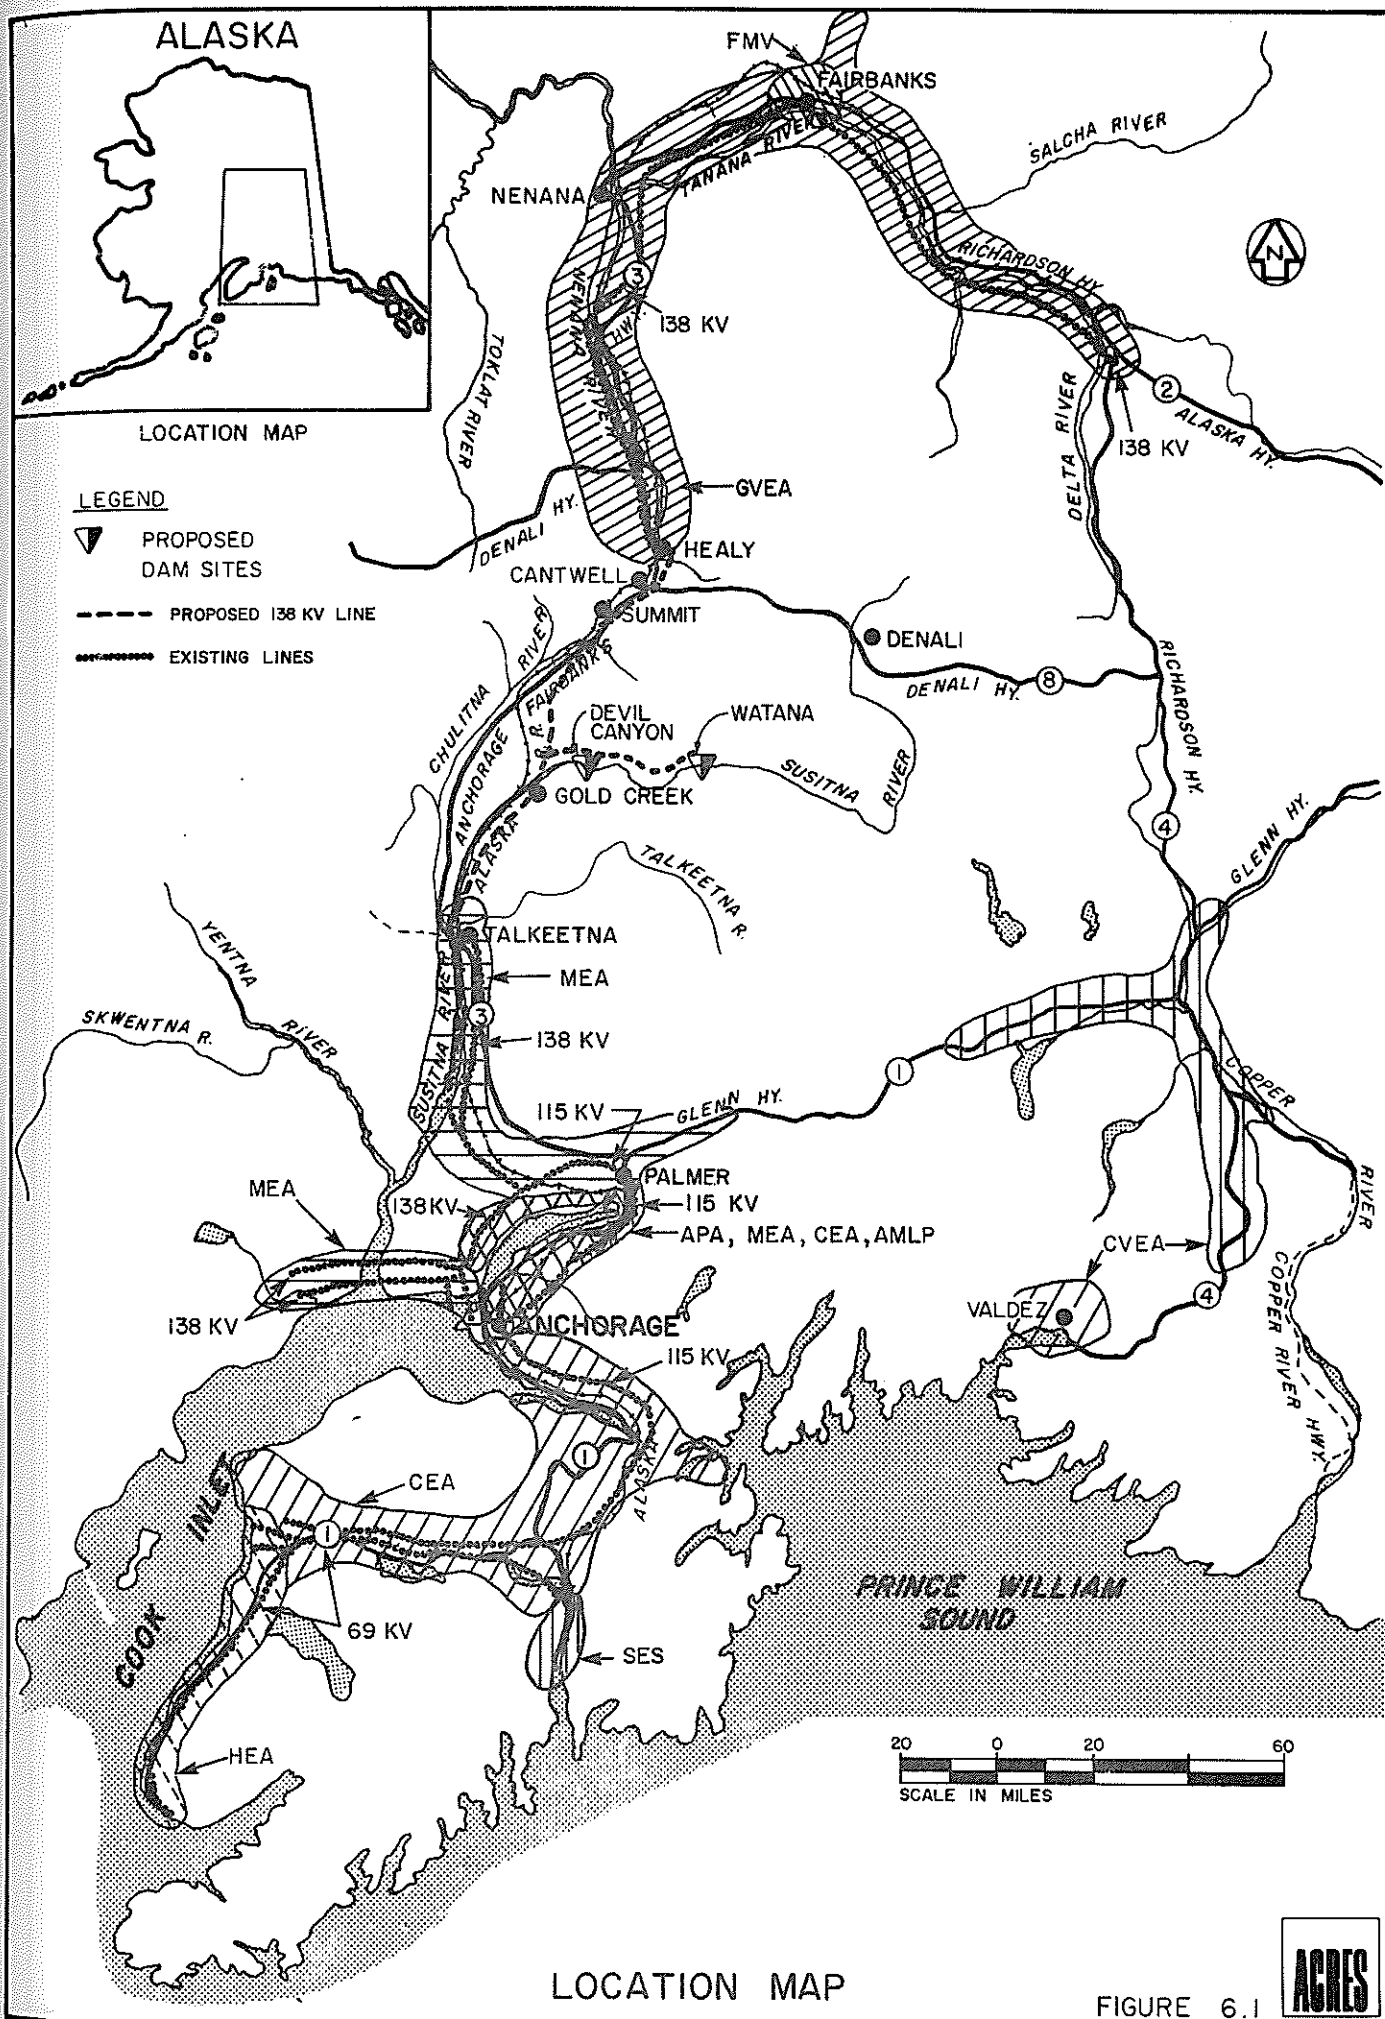 ALASKA
LOCATION MAP
LEGEND
PROPOSED
DAM SITES
PROPOSED 138 KV LINE
EXISTING LINES
FMV
FAIRBANKS
TANANA RIVER
SALCHA RIVER
NENANA
N
3
138 KV
NENANA RIVER
RICHARDSON HY.
TOKLAT RIVER
2
ALASKA HY.
138 KV
DELTA RIVER
GVEA
DENALI HY.
HEALY
CANTWELL
SUMMIT
DENALI
DENALI HY.
8
RICHARDSON HY.
CHULITNA RIVER
ANCHORAGE FAIRBANKS
ALASKA R. R.
DEVIL
CANYON
WATANA
SUSITNA RIVER
GOLD CREEK
4
GLENN HY.
TALKEETNA R.
TALKEETNA
YENTNA RIVER
SKWENTNA R.
SUSITNA RIVER
MEA
3
138 KV
115 KV
GLENN HY.
1
COPPER RIVER
PALMER
115 KV
138 KV
APA, MEA, CEA, AMLP
MEA
138 KV
ANCHORAGE
115 KV
CVEA
VALDEZ
4
COPPER RIVER HWY.
1
ALASKA
CEA
COOK INLET
1
69 KV
SES
HEA
PRINCE WILLIAM
SOUND
20 0 20 60
SCALE IN MILES
LOCATION MAP
FIGURE 6.1
ACRES